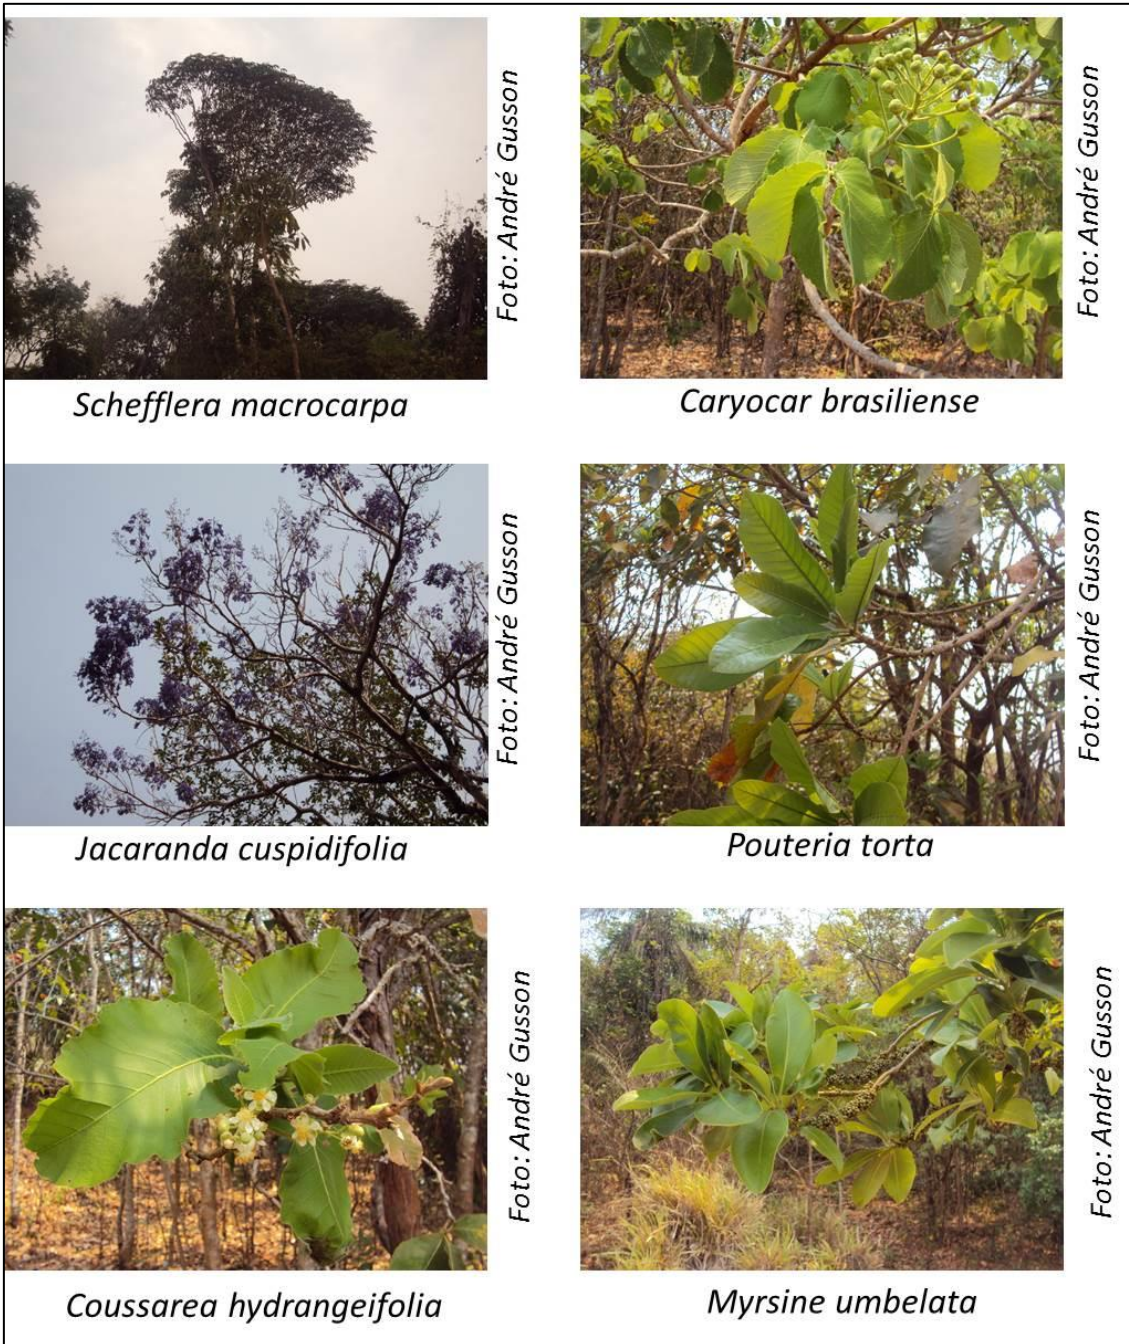 Foto: André Gusson
Foto: André Gusson
Schefflera macrocarpa
Caryocar brasiliense
Foto: André Gusson
Foto: André Gusson
Jacaranda cuspidifolia
Pouteria torta
Foto: André Gusson
Foto: André Gusson
Coussarea hydrangeifolia
Myrsine umbelata